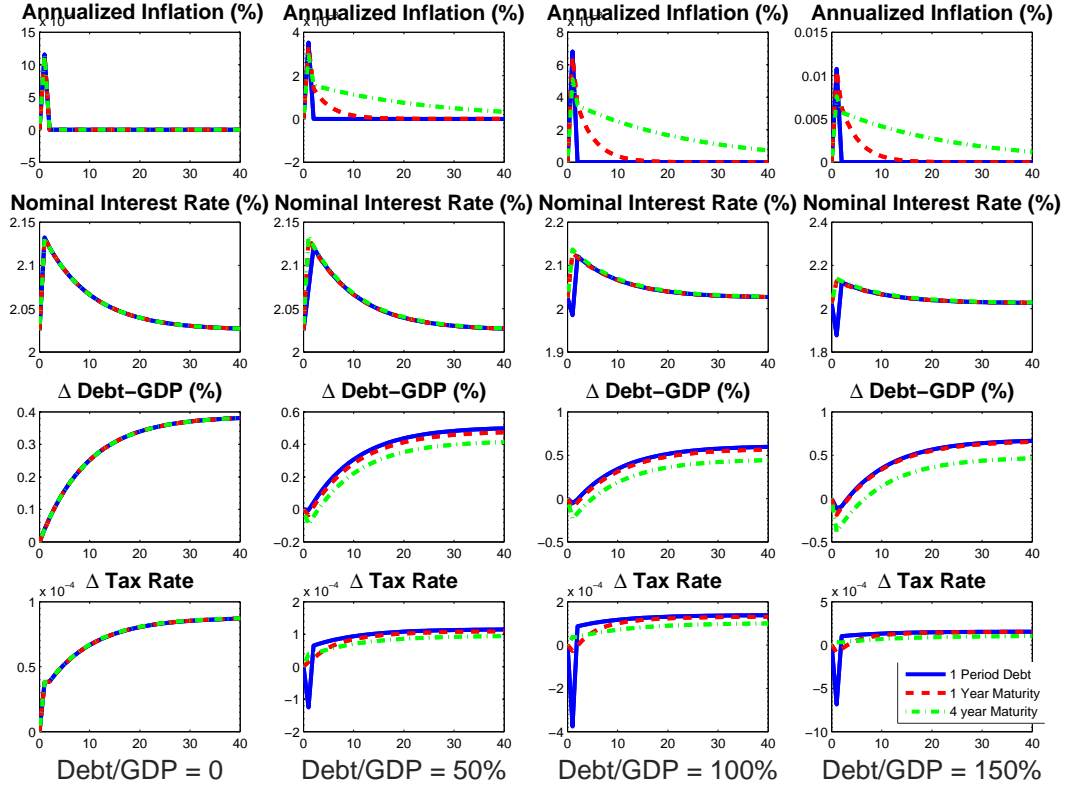 Annualized Inflation (%) Annualized Inflation (%) Annualized Inflation (%) Annualized Inflation (%)
x 10⁻⁴
15
10
5
0
−5
0 10 20 30 40
4
2
0
−2
0 10 20 30 40
8
6
4
2
0
0 10 20 30 40
0.015
0.01
0.005
0
0 10 20 30 40
Nominal Interest Rate (%) Nominal Interest Rate (%) Nominal Interest Rate (%) Nominal Interest Rate (%)
2.15
2.1
2.05
2
0 10 20 30 40
2.15
2.1
2.05
2
0 10 20 30 40
2.2
2.1
2
1.9
0 10 20 30 40
2.4
2.2
2
1.8
0 10 20 30 40
Δ Debt−GDP (%) Δ Debt−GDP (%) Δ Debt−GDP (%) Δ Debt−GDP (%)
0.4
0.3
0.2
0.1
0
0 10 20 30 40
0.6
0.4
0.2
0
−0.2
0 10 20 30 40
1
0.5
0
−0.5
0 10 20 30 40
1
0.5
0
−0.5
0 10 20 30 40
Δ Tax Rate Δ Tax Rate Δ Tax Rate Δ Tax Rate
x 10⁻⁴
1
0.5
0
0 10 20 30 40
x 10⁻⁴
2
1
0
−1
−2
0 10 20 30 40
x 10⁻⁴
2
0
−2
−4
0 10 20 30 40
x 10⁻⁴
5
0
−5
−10
0 10 20 30 40
1 Period Debt
1 Year Maturity
4 year Maturity
Debt/GDP = 0 Debt/GDP = 50% Debt/GDP = 100% Debt/GDP = 150%